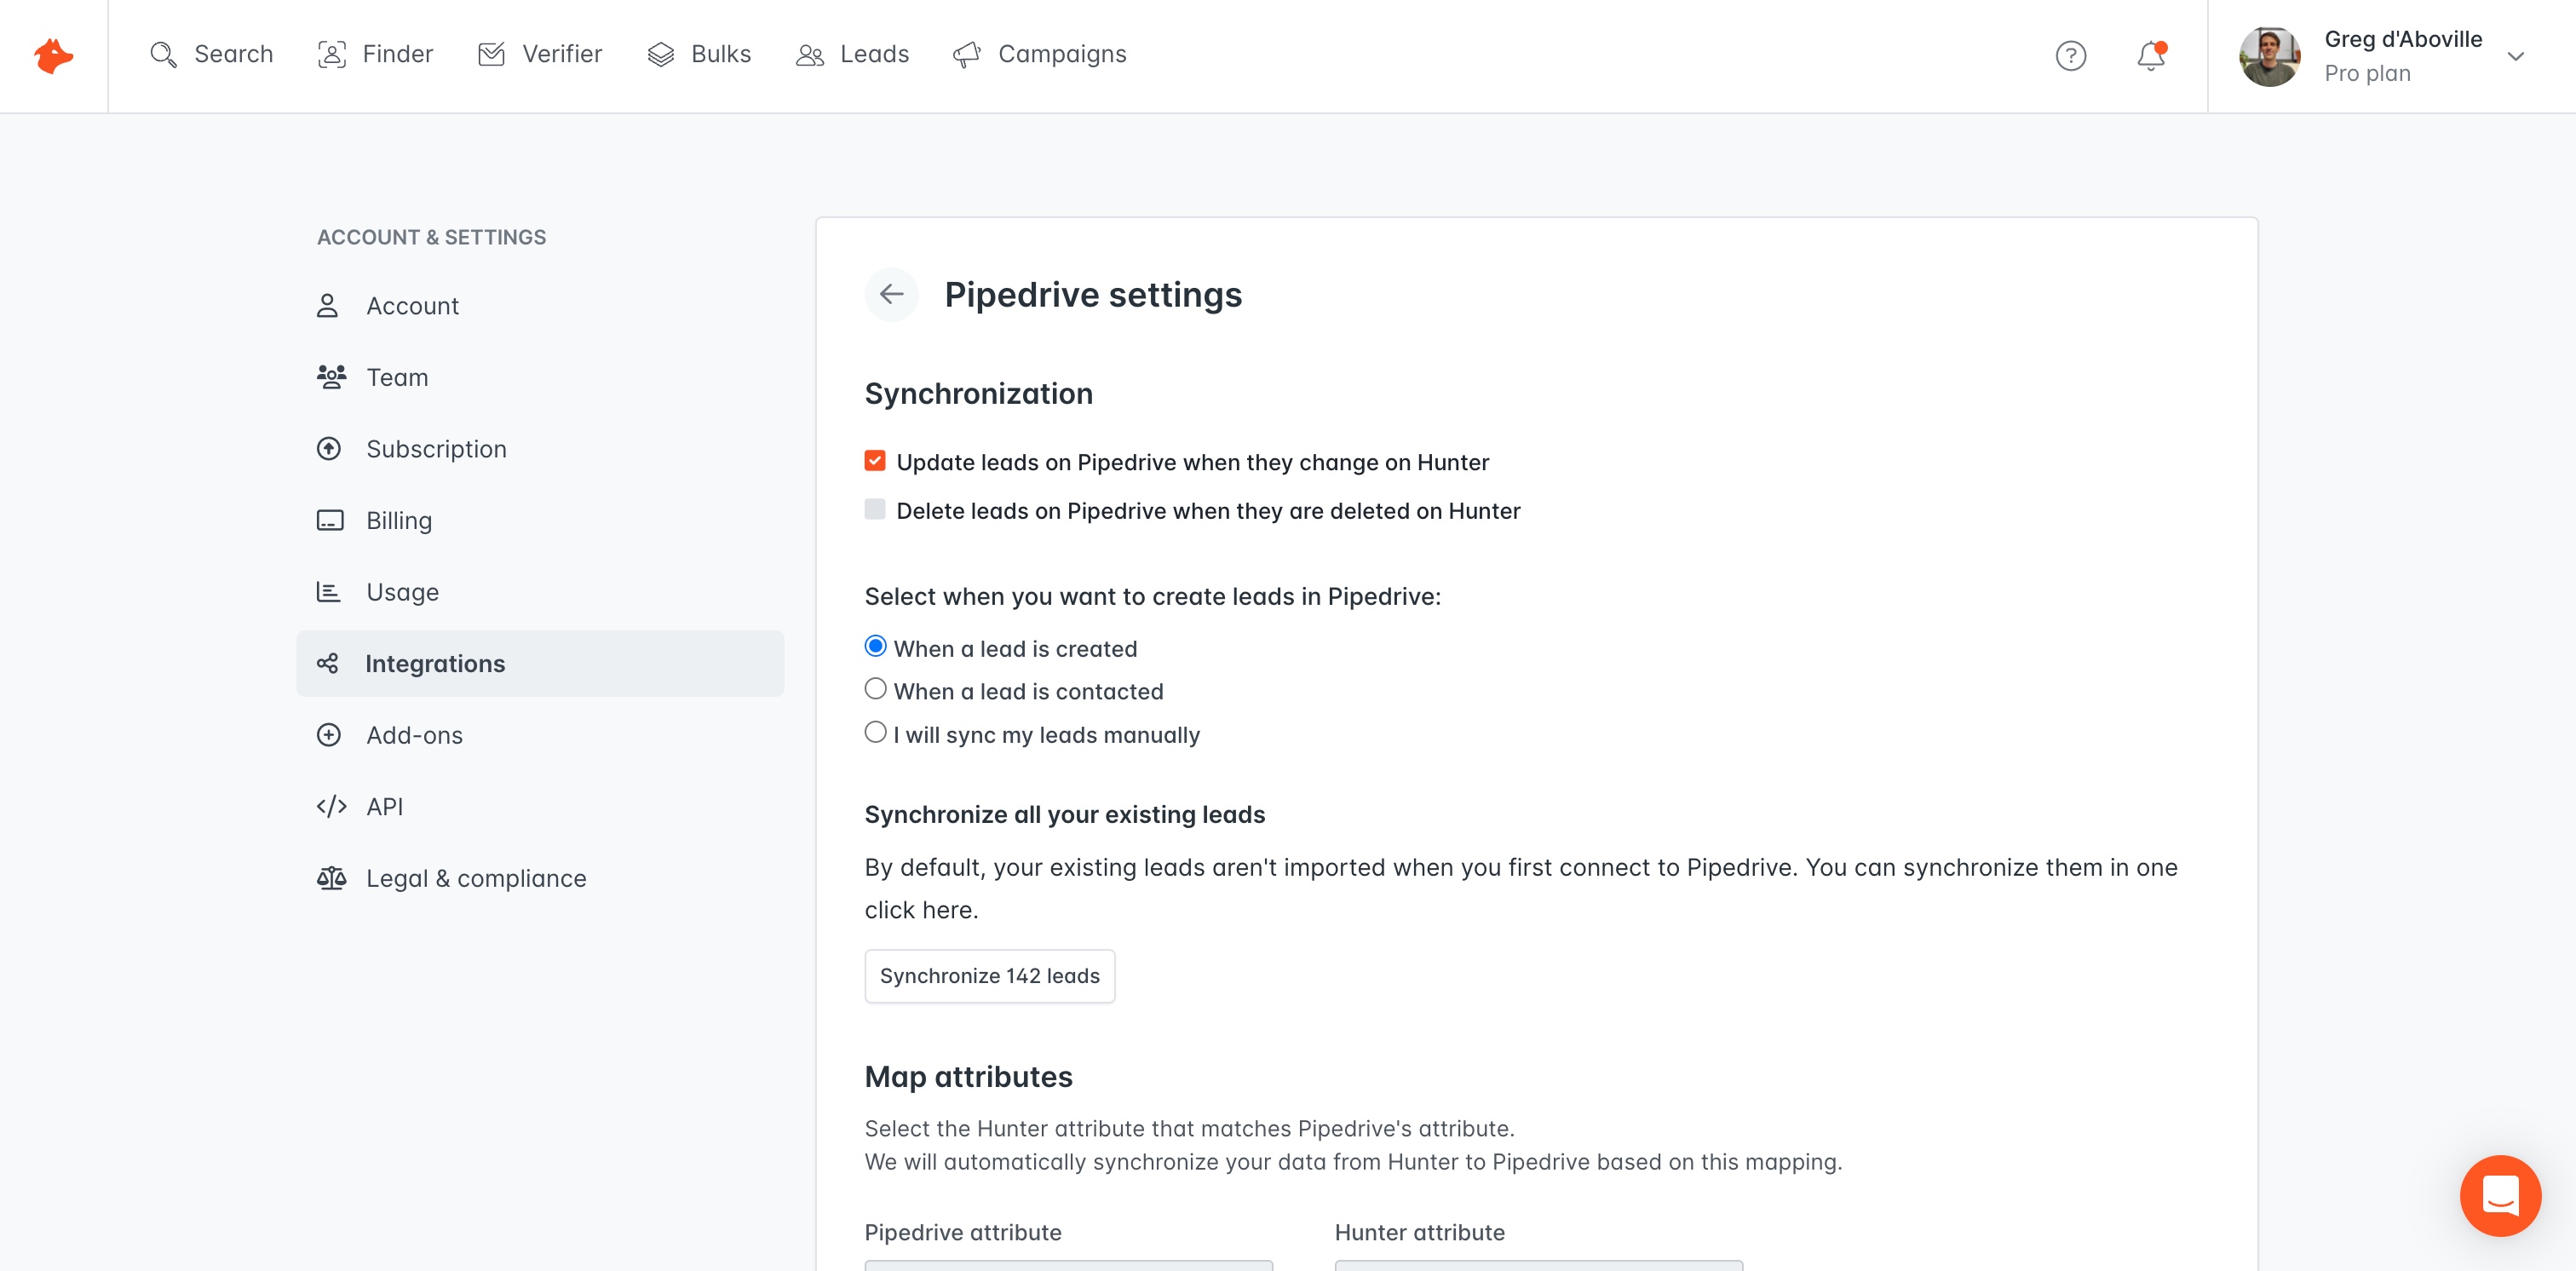 Search
Finder
Verifier
Bulks
Leads
Campaigns
?
Greg d'Aboville
Pro plan
ACCOUNT & SETTINGS
Account
Team
Subscription
Billing
Usage
Integrations
Add-ons
API
Legal & compliance
Pipedrive settings
Synchronization
Update leads on Pipedrive when they change on Hunter
Delete leads on Pipedrive when they are deleted on Hunter
Select when you want to create leads in Pipedrive:
When a lead is created
When a lead is contacted
I will sync my leads manually
Synchronize all your existing leads
By default, your existing leads aren't imported when you first connect to Pipedrive. You can synchronize them in one
click here.
Synchronize 142 leads
Map attributes
Select the Hunter attribute that matches Pipedrive's attribute.
We will automatically synchronize your data from Hunter to Pipedrive based on this mapping.
Pipedrive attribute
Hunter attribute